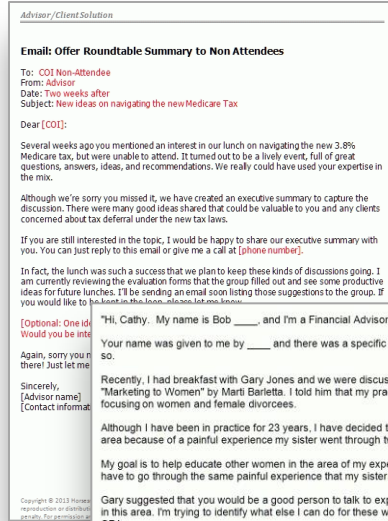 Advisor/Client Solution
Email: Offer Roundtable Summary to Non Attendees
To: COI Non-Attendee
From: Advisor
Date: Two weeks after
Subject: New ideas on navigating the new Medicare Tax
Dear [COI]:
Several weeks ago you mentioned an interest in our lunch on navigating the new 3.8%
Medicare tax, but were unable to attend. It turned out to be a lively event, full of great
questions, answers, ideas, and recommendations. We really could have used your expertise in
the mix.
Although we're sorry you missed it, we have created an executive summary to capture the
discussion. There were many good ideas shared that could be valuable to you and any clients
concerned about tax deferral under the new tax laws.
If you are still interested in the topic, I would be happy to share our executive summary with
you. You can just reply to this email or give me a call at [phone number].
In fact, the lunch was such a success that we plan to keep these kinds of discussions going. I
am currently reviewing the evaluation forms that the group filled out and see some productive
ideas for future lunches. I'll be sending an email soon listing those suggestions to the group. If
you would like to be kept in the loop, please let me know.
[Optional: One ide
Would you be inte
Again, sorry you n
there! Just let me
Sincerely,
[Advisor name]
[Contact informat
Copyright © 2013 Horses
reproduction or distributi
penalty. For permission ar
"Hi, Cathy. My name is Bob ____, and I'm a Financial Advisor
Your name was given to me by ____ and there was a specific
so.
Recently, I had breakfast with Gary Jones and we were discus
"Marketing to Women" by Marti Barletta. I told him that my pra
focusing on women and female divorcees.
Although I have been in practice for 23 years, I have decided t
area because of a painful experience my sister went through t
My goal is to help educate other women in the area of my expe
have to go through the same painful experience that my sister
Gary suggested that you would be a good person to talk to exp
in this area. I'm trying to identify what else I can do for these w